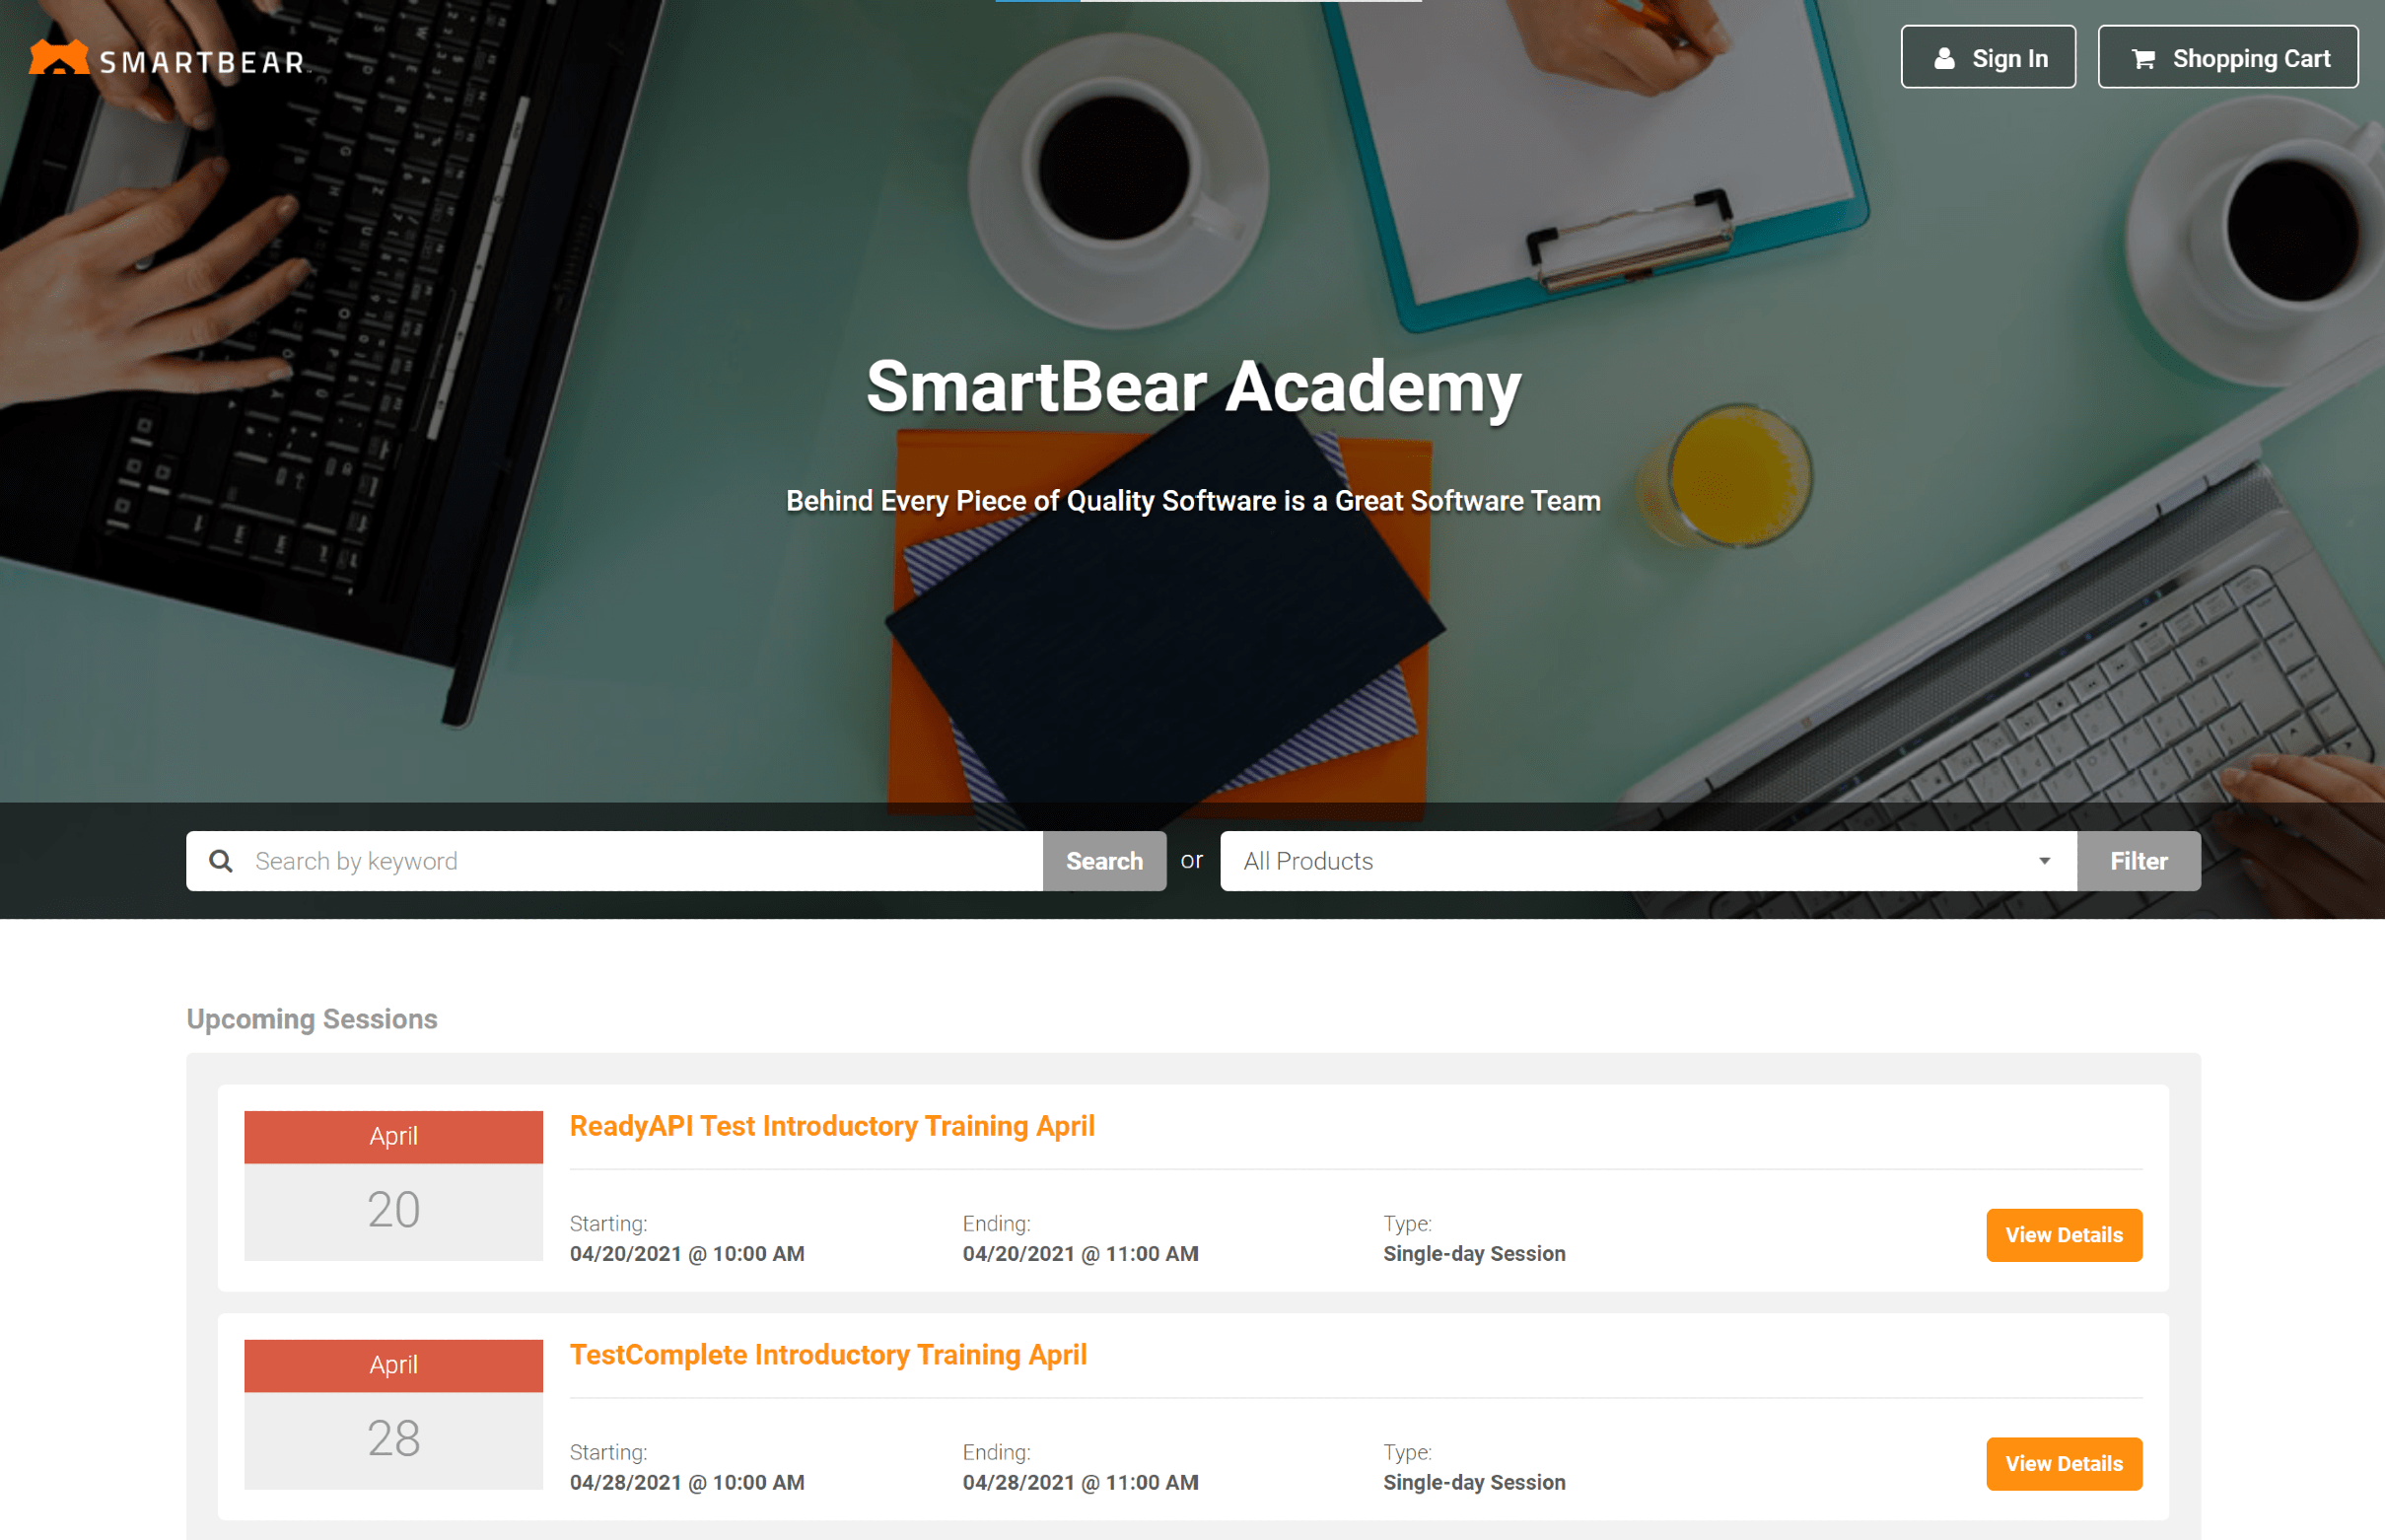 SMARTBEAR
Sign In
Shopping Cart
SmartBear Academy
Behind Every Piece of Quality Software is a Great Software Team
Search by keyword
Search
or
All Products
Filter
Upcoming Sessions
April
20
ReadyAPI Test Introductory Training April
Starting:
04/20/2021 @ 10:00 AM
Ending:
04/20/2021 @ 11:00 AM
Type:
Single-day Session
View Details
April
28
TestComplete Introductory Training April
Starting:
04/28/2021 @ 10:00 AM
Ending:
04/28/2021 @ 11:00 AM
Type:
Single-day Session
View Details